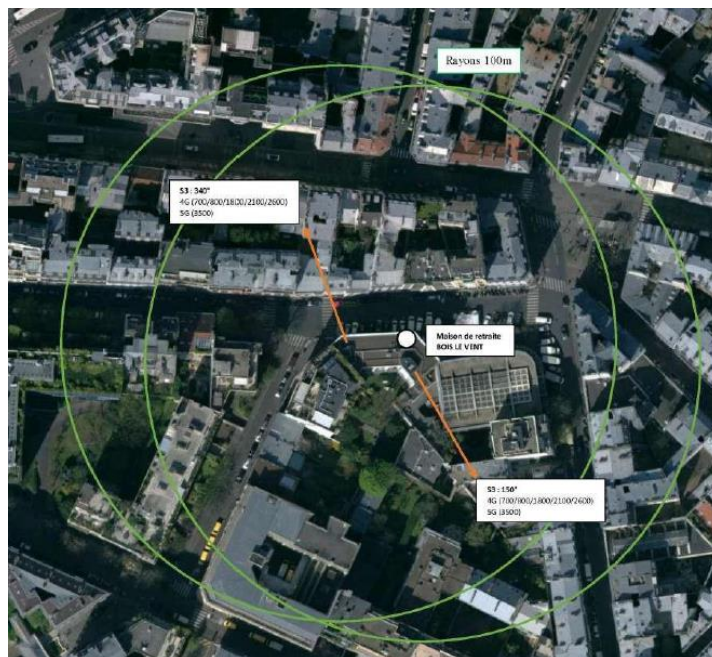 Rayons 100m
S3 : 340°
4G (700/800/1800/2100/2600)
5G (3500)
Maison de retraite
BOIS LE VENT
S3 : 150°
4G (700/800/1800/2100/2600)
5G (3500)